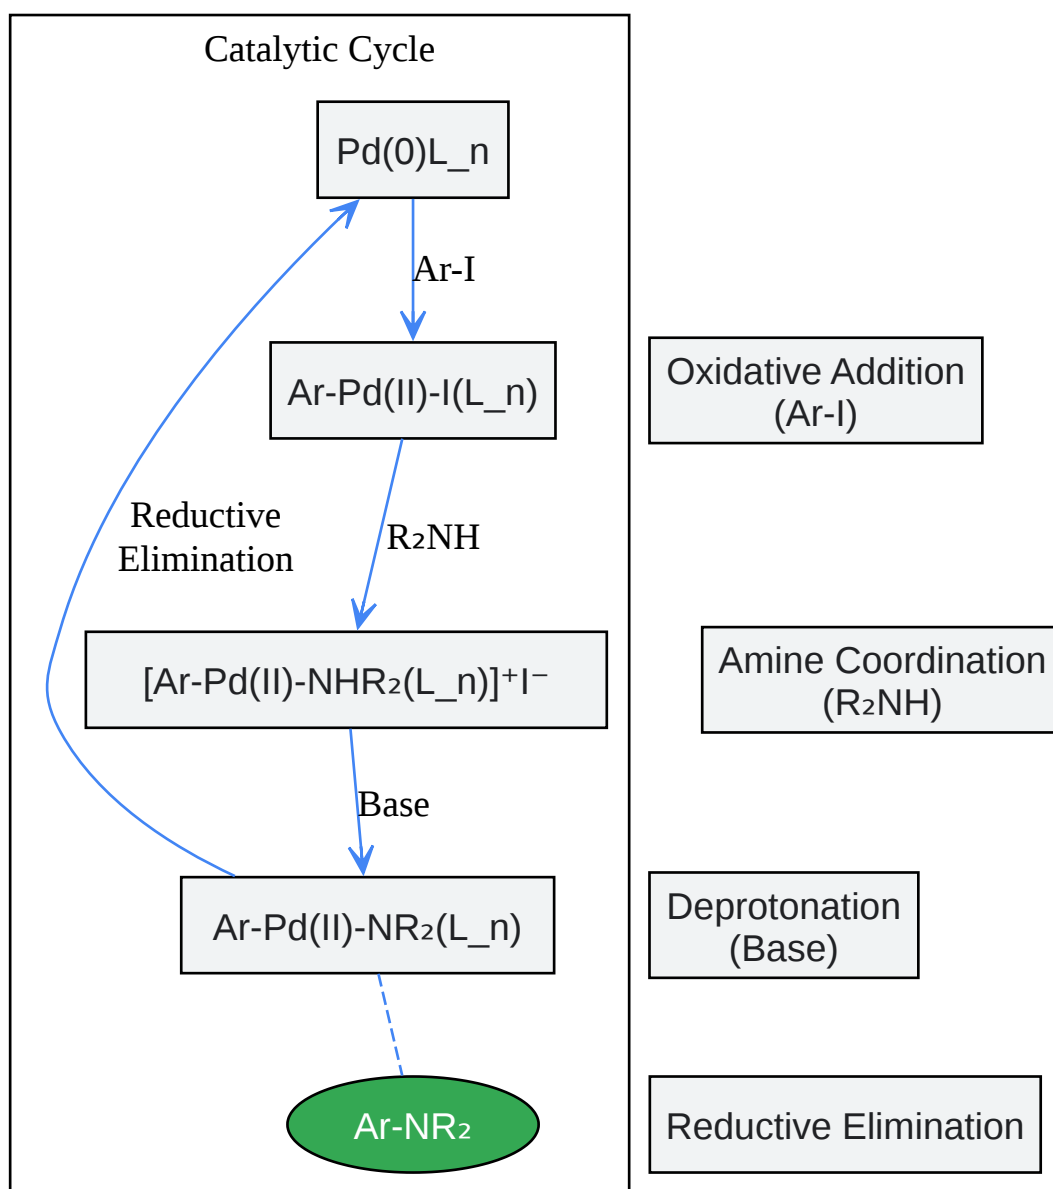 Catalytic Cycle
Pd(0)L_n
Ar-I
Ar-Pd(II)-I(L_n)
Oxidative Addition
(Ar-I)
Reductive
Elimination
R₂NH
[Ar-Pd(II)-NHR₂(L_n)]⁺I⁻
Amine Coordination
(R₂NH)
Base
Ar-Pd(II)-NR₂(L_n)
Deprotonation
(Base)
Ar-NR₂
Reductive Elimination